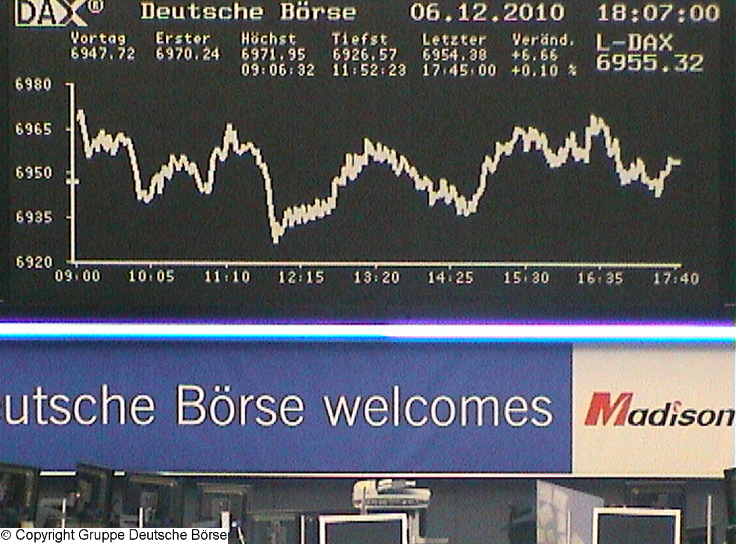 DAX® Deutsche Börse 06.12.2010 18:07:00
Vortag Erster Höchst Tiefst Letzter Veränd. L-DAX
6947.72 6970.24 6971.95 6926.57 6954.38 +6.66 6955.32
09:06:32 11:52:23 17:45:00 +0.10 %
6980
6965
6950
6935
6920
09:00 10:05 11:10 12:15 13:20 14:25 15:30 16:35 17:40
eutsche Börse welcomes Madison
© Copyright Gruppe Deutsche Börse